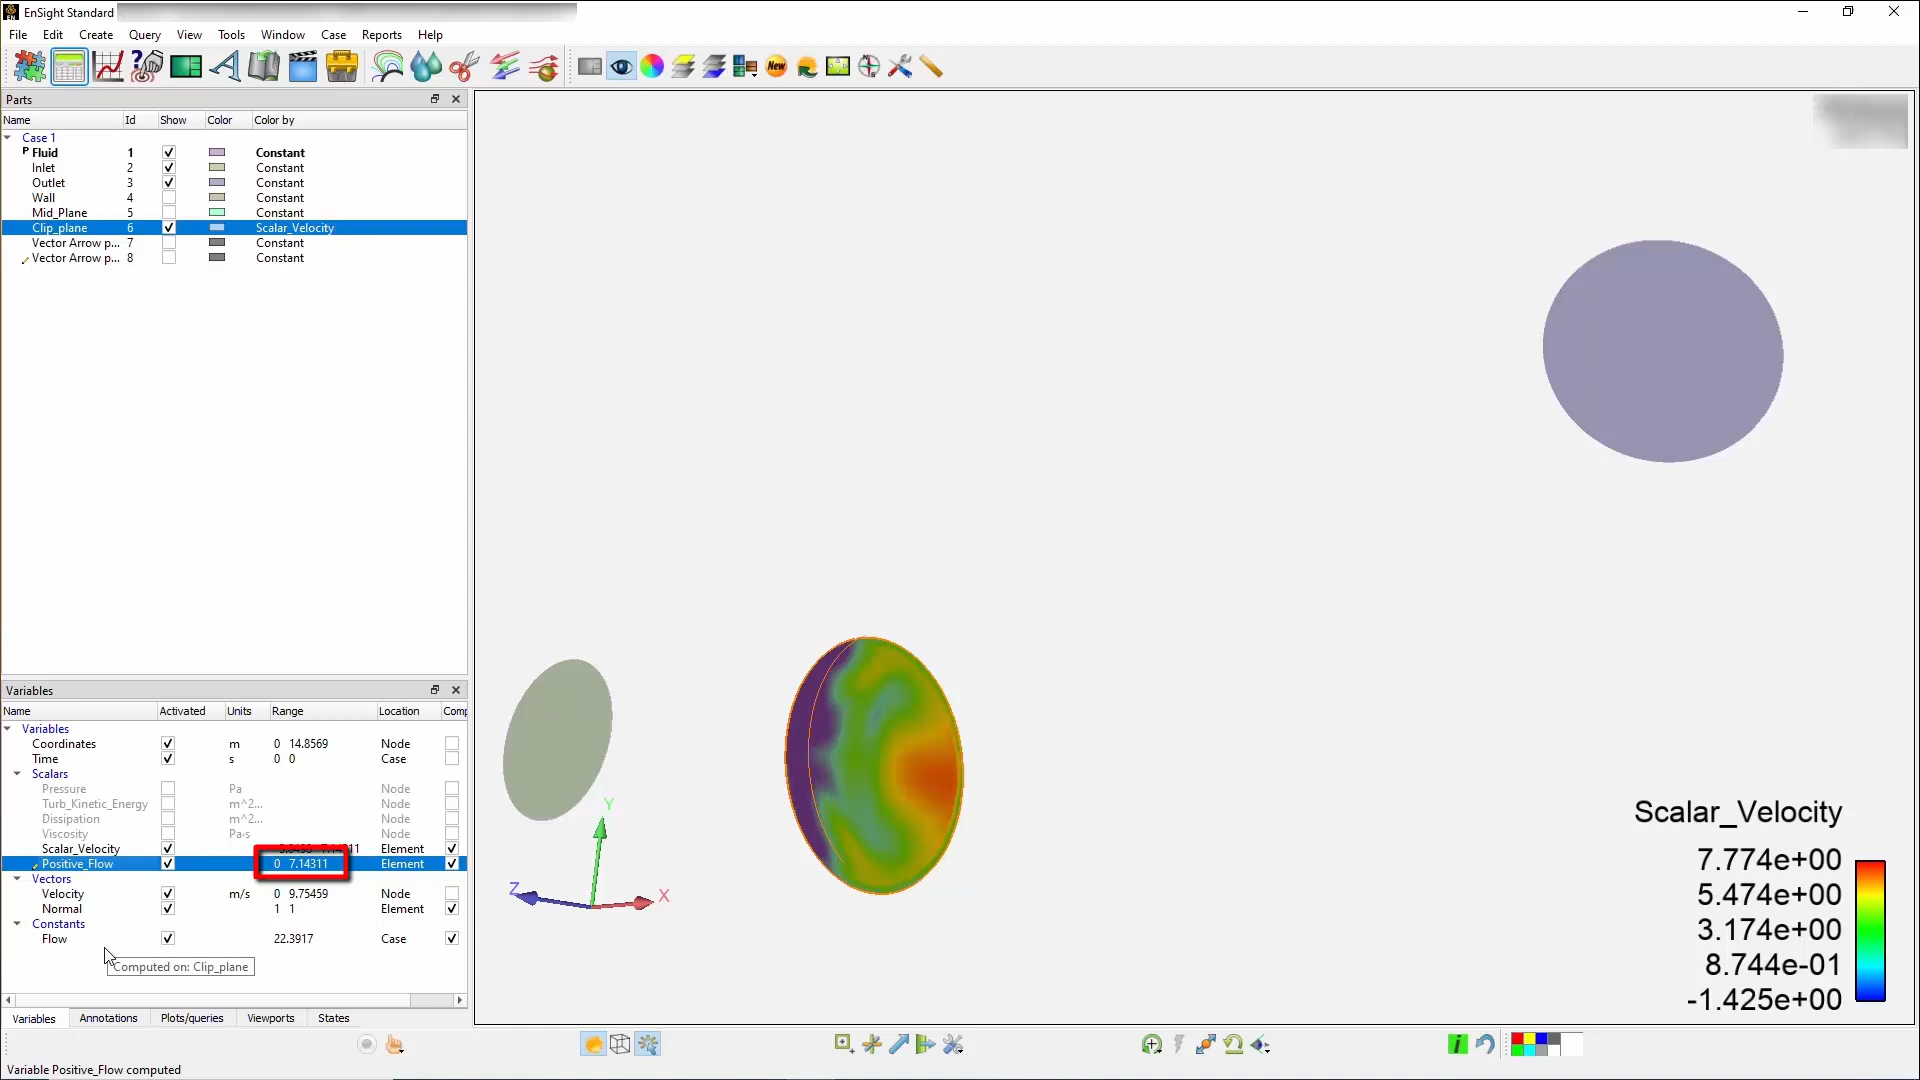 EnSight Standard
File Edit Create Query View Tools Window Case Reports Help
New
Parts
Name Id Show Color Color by
Case 1
P Fluid 1 Constant
Inlet 2 Constant
Outlet 3 Constant
Wall 4 Constant
Mid_Plane 5 Constant
Clip_plane 6 Scalar_Velocity
Vector Arrow p... 7 Constant
Vector Arrow p... 8 Constant
Variables
Name Activated Units Range Location Comp
Variables
Coordinates m 0 14.8569 Node
Time s 0 0 Case
Scalars
Pressure Pa Node
Turb_Kinetic_Energy m^2... Node
Dissipation m^2... Node
Viscosity Pa·s Node
Scalar_Velocity Element
Positive_Flow 0 7.14311 Element
Vectors
Velocity m/s 0 9.75459 Node
Normal 1 1 Element
Constants
Flow 22.3917 Case
Computed on: Clip_plane
Variables Annotations Plots/queries Viewports States
Variable Positive_Flow computed
Y
Z
X
Scalar_Velocity
7.774e+00
5.474e+00
3.174e+00
8.744e-01
-1.425e+00